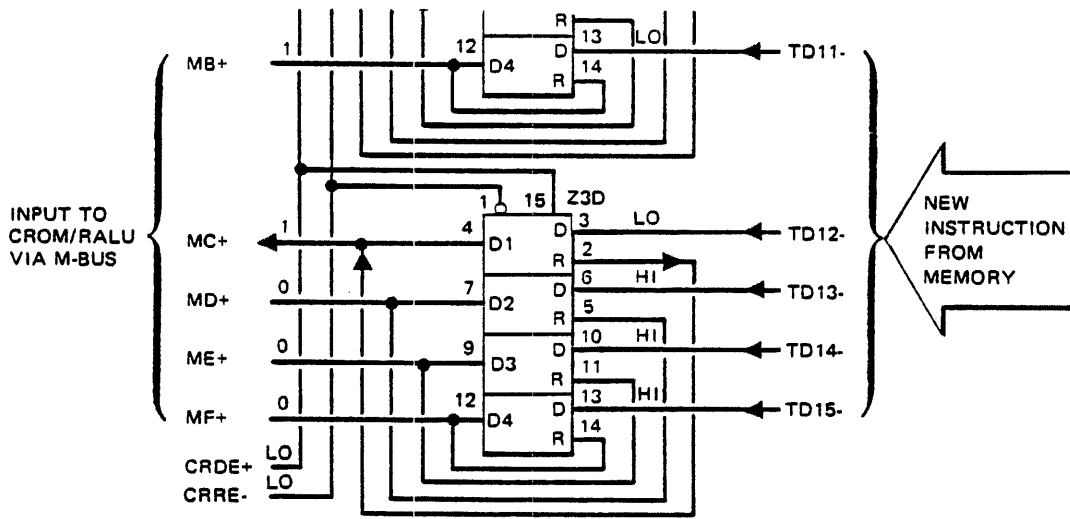 R
13 LO
12 D
MB+ 1 D4 14 TD11-
R
1 15 Z3D
INPUT TO
CROM/RALU
VIA M-BUS
NEW
INSTRUCTION
FROM
MEMORY
MC+ 1 4 D1 D 3 LO TD12-
R 2
MD+ 0 7 D2 D 6 HI TD13-
R 5
ME+ 0 9 D3 D 10 HI TD14-
R 11
MF+ 0 12 D4 D 13 HI TD15-
R 14
CRDE+ LO
CRRE- LO